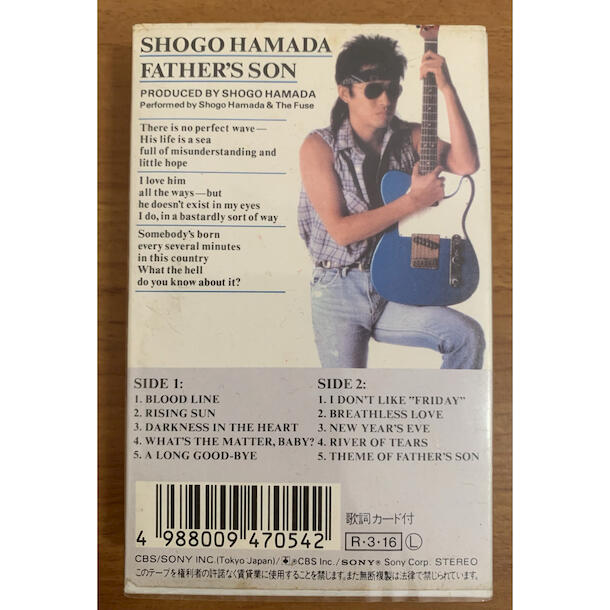 SHOGO HAMADA
FATHER'S SON
PRODUCED BY SHOGO HAMADA
Performed by Shogo Hamada & The Fuse
There is no perfect wave—
His life is a sea
full of misunderstanding and
little hope
I love him
all the ways—but
he doesn't exist in my eyes
I do, in a bastardly sort of way
Somebody's born
every several minutes
in this country
What the hell
do you know about it?
SIDE 1:
1. BLOOD LINE
2. RISING SUN
3. DARKNESS IN THE HEART
4. WHAT'S THE MATTER, BABY?
5. A LONG GOOD-BYE
SIDE 2:
1. I DON'T LIKE "FRIDAY"
2. BREATHLESS LOVE
3. NEW YEAR'S EVE
4. RIVER OF TEARS
5. THEME OF FATHER'S SON
4 988009 470542
歌詞カード付
R・3・16 Ⓛ
CBS/SONY INC. (Tokyo Japan)/ ℗CBS Inc./SONY® Sony Corp. STEREO
このテープを権利者の許諾なく賃貸業に使用することを禁じます。また無断複製は法律で禁じられています。